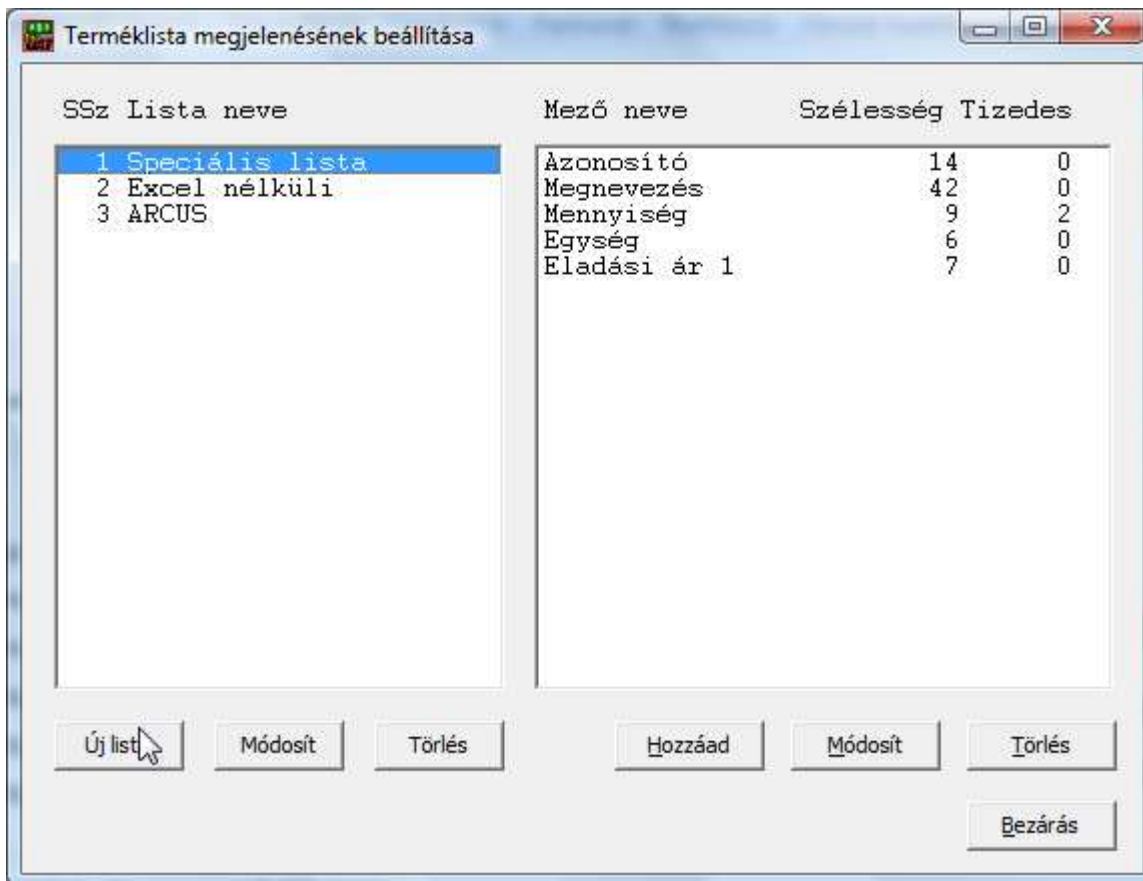 Terméklista megjelenésének beállítása
SSz Lista neve
1 Speciális lista
2 Excel nélküli
3 ARCUS
Mező neve Szélesség Tizedes
Azonosító 14 0
Megnevezés 42 0
Mennyiség 9 2
Egység 6 0
Eladási ár 1 7 0
Új list
Módosít
Törlés
Hozzáad
Módosít
Törlés
Bezárás